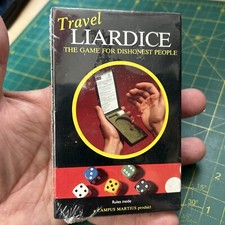 Travel
LIARDICE
THE GAME FOR DISHONEST PEOPLE
Rules inside
A CAMPUS MARTIUS product